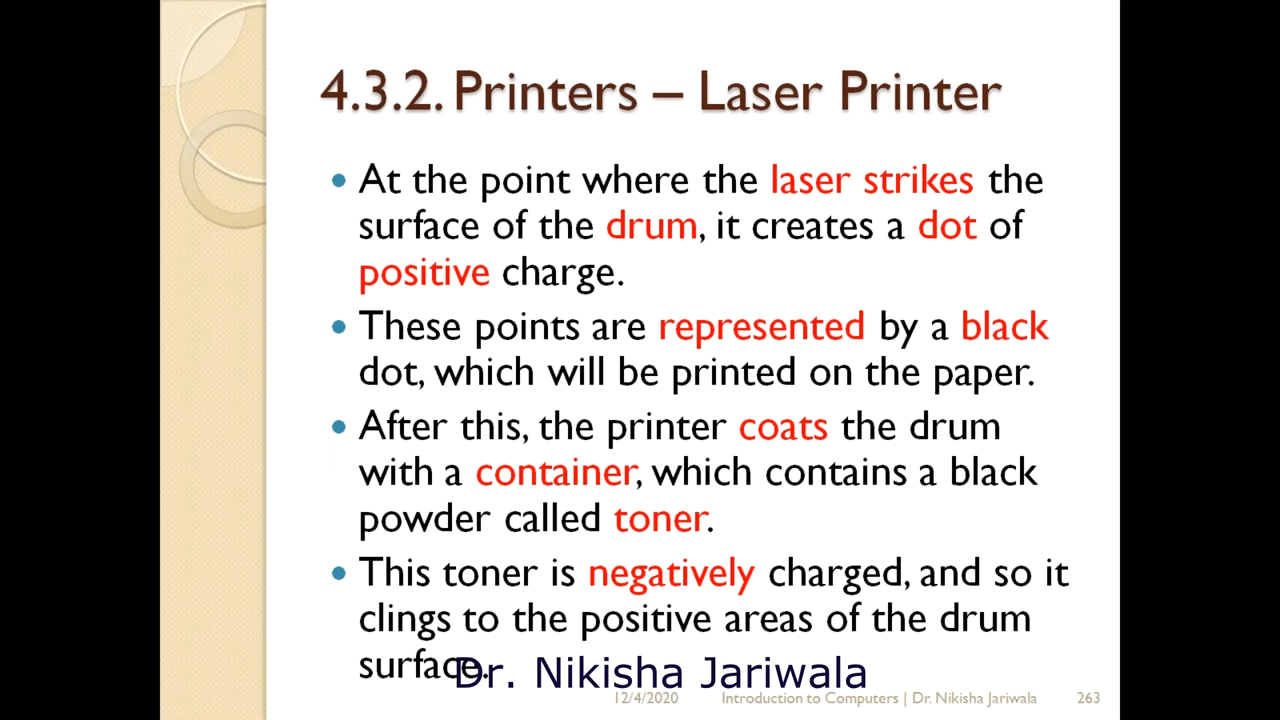 4.3.2. Printers – Laser Printer
• At the point where the laser strikes the
surface of the drum, it creates a dot of
positive charge.
• These points are represented by a black
dot, which will be printed on the paper.
• After this, the printer coats the drum
with a container, which contains a black
powder called toner.
• This toner is negatively charged, and so it
clings to the positive areas of the drum
surface.
Dr. Nikisha Jariwala
12/4/2020 Introduction to Computers | Dr. Nikisha Jariwala 263